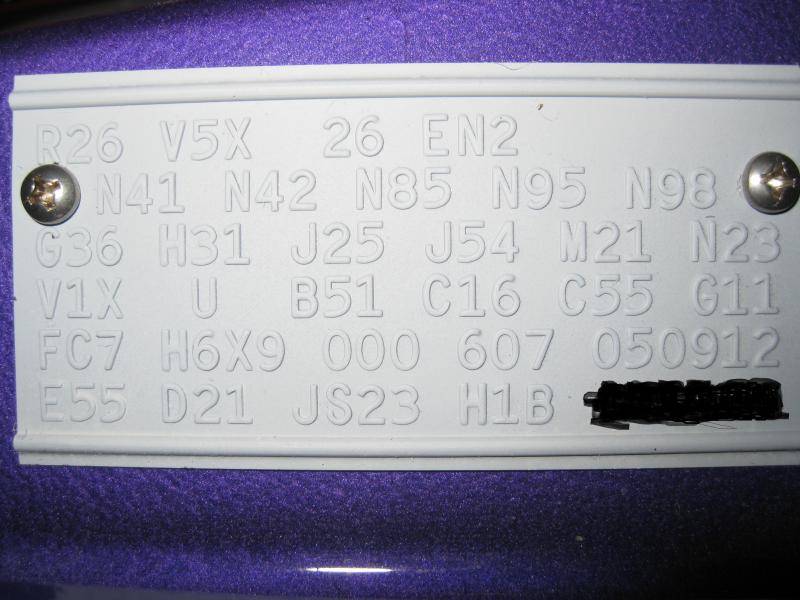 R26 V5X 26 EN2
N41 N42 N85 N95 N98
G36 H31 J25 J54 M21 N23
V1X U B51 C16 C55 G11
FC7 H6X9 000 607 050912
E55 D21 JS23 H1B